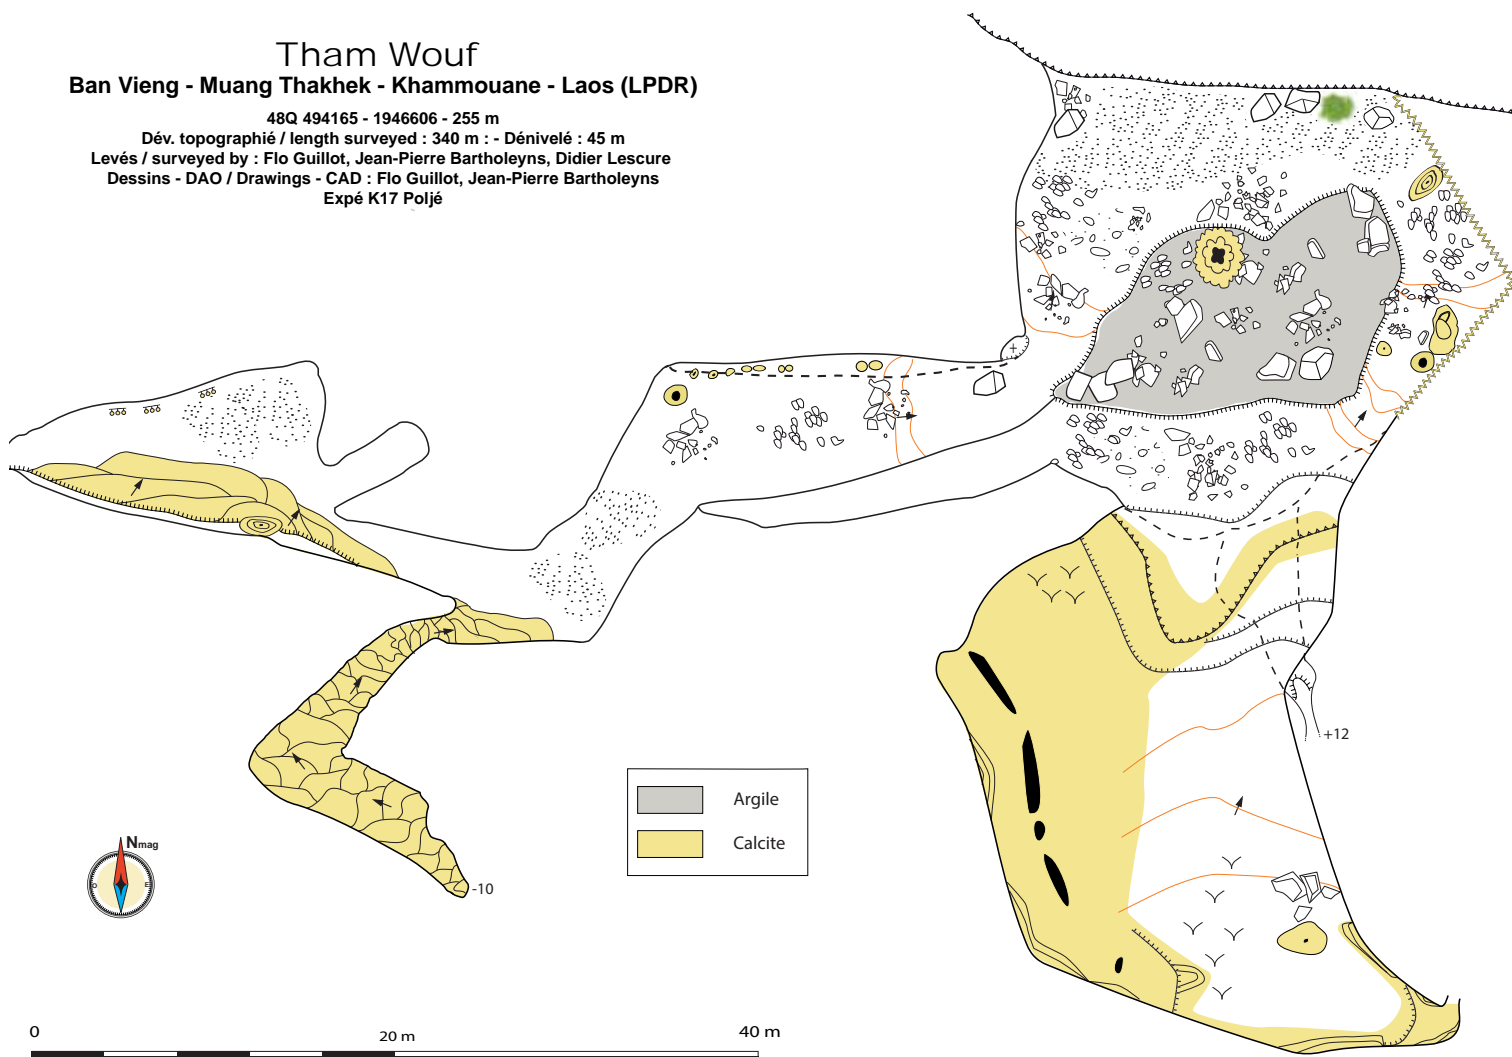 Tham Wouf
Ban Vieng - Muang Thakhek - Khammouane - Laos (LPDR)
48Q 494165 - 1946606 - 255 m
Dév. topographié / length surveyed : 340 m : - Dénivelé : 45 m
Levés / surveyed by : Flo Guillot, Jean-Pierre Bartholeyns, Didier Lescure
Dessins - DAO / Drawings - CAD : Flo Guillot, Jean-Pierre Bartholeyns
Expé K17 Poljé
+12
Argile
Calcite
-10
Nmag
O E
0 20 m 40 m